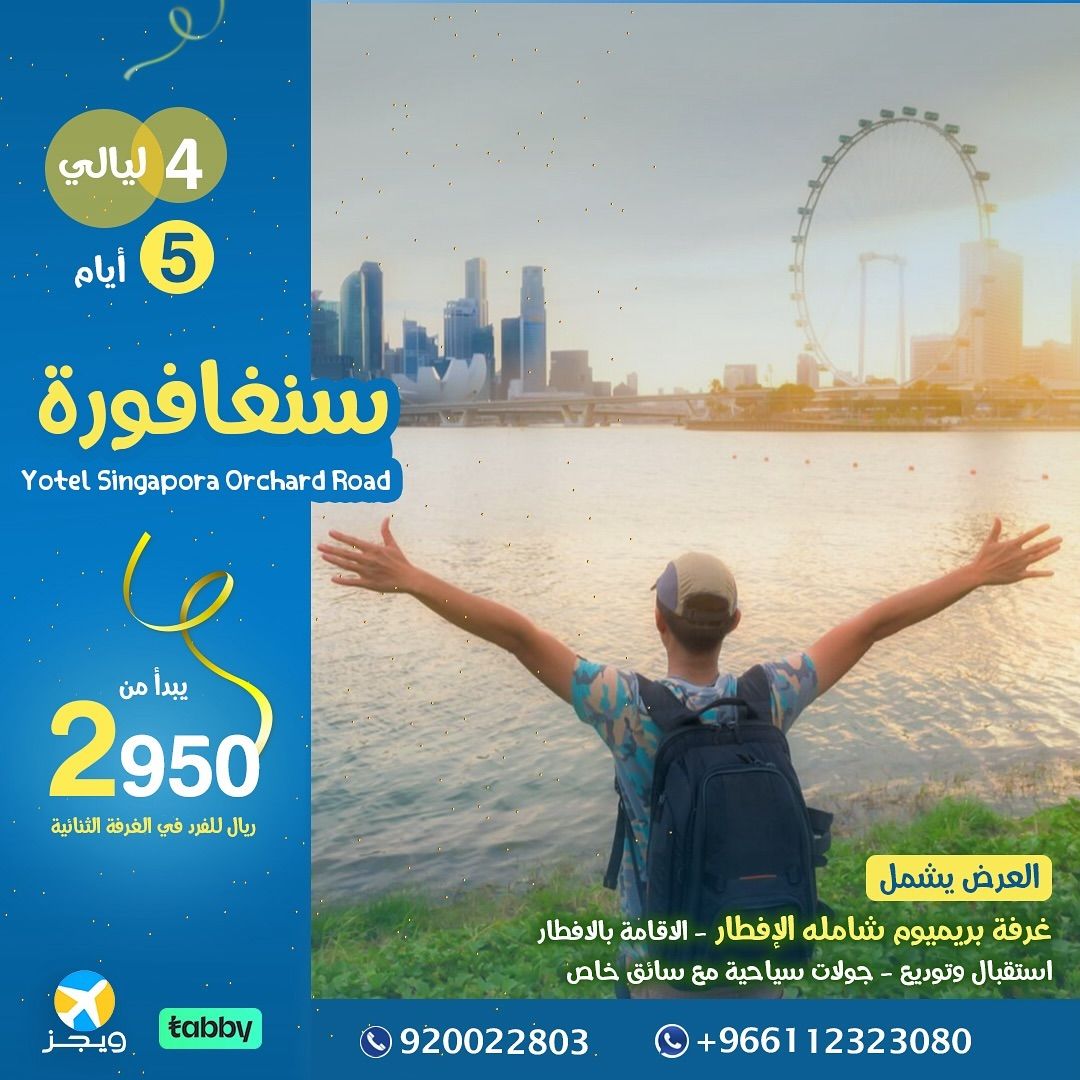 4 ليالي
5 أيام
سنغافورة
Yotel Singapora Orchard Road
يبدأ من
2950
ريال للفرد في الغرفة الثنائية
العرض يشمل
غرفة بريميوم شامله الإفطار - الاقامة بالافطار
استقبال وتوديع - جولات سياحية مع سائق خاص
ويجز
tabby
920022803
+966112323080